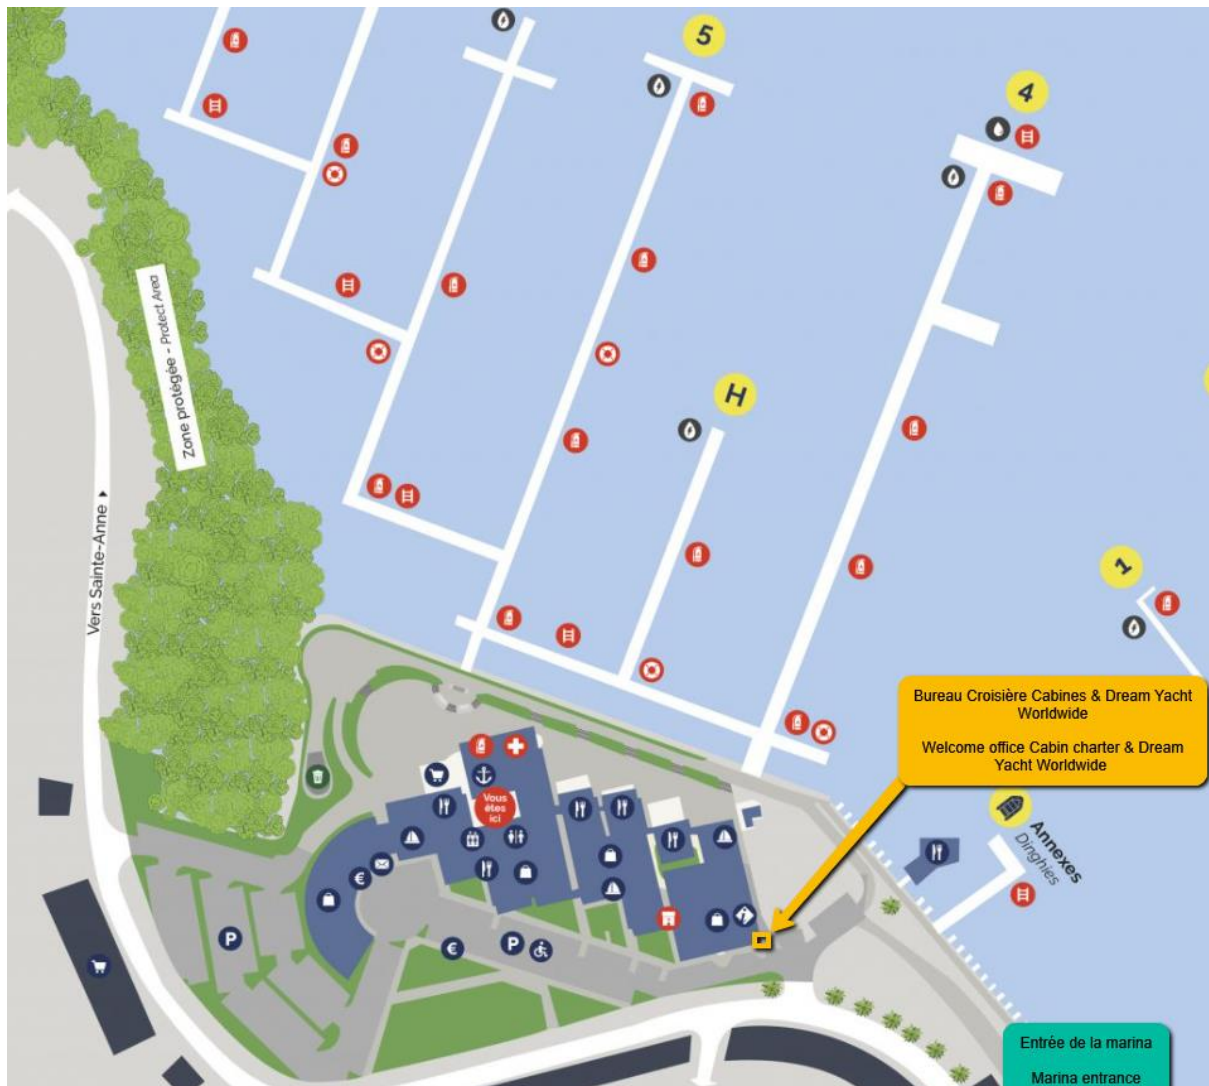 5
4
H
1
Zone protégée - Protect Area
Vers Sainte-Anne
Bureau Croisière Cabines & Dream Yacht
Worldwide
Welcome office Cabin charter & Dream
Yacht Worldwide
Vous
êtes
ici
Annexes
Dinghies
€
€
P
P
Entrée de la marina
Marina entrance